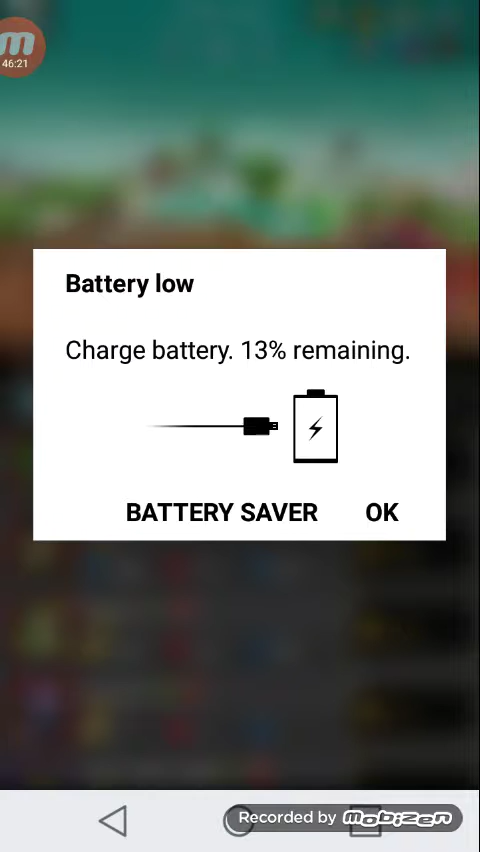 m
46:21
Battery low
Charge battery. 13% remaining.
BATTERY SAVER OK
Recorded by mobizen